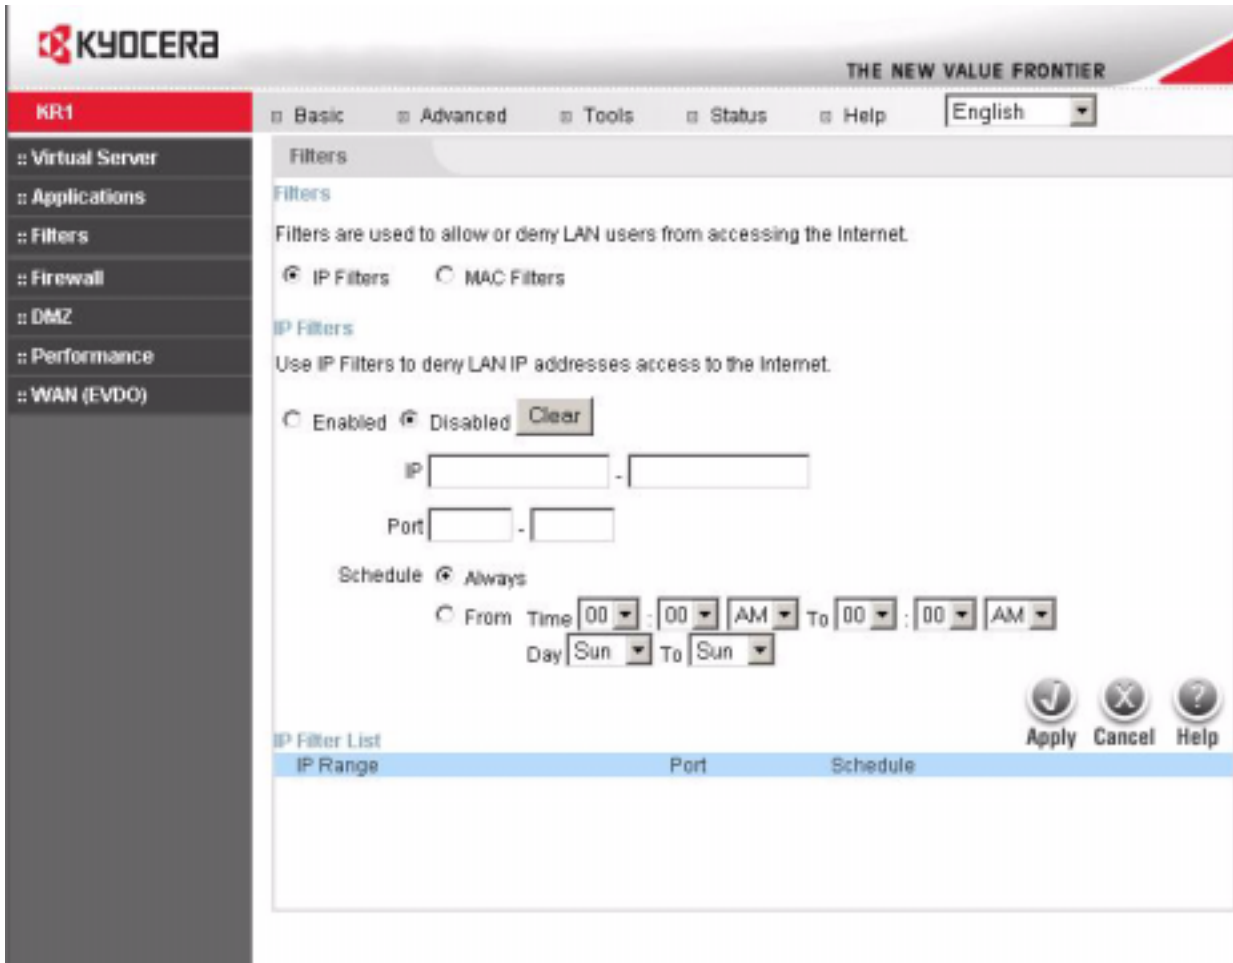 KYOCERA
THE NEW VALUE FRONTIER
KR1
Basic Advanced Tools Status Help English
:: Virtual Server
:: Applications
:: Filters
:: Firewall
:: DMZ
:: Performance
:: WAN (EVDO)
Filters
Filters
Filters are used to allow or deny LAN users from accessing the Internet.
IP Filters MAC Filters
IP Filters
Use IP Filters to deny LAN IP addresses access to the Internet.
Enabled Disabled Clear
IP -
Port -
Schedule Always
From Time 00 : 00 AM To 00 : 00 AM
Day Sun To Sun
Apply Cancel Help
IP Filter List
IP Range Port Schedule